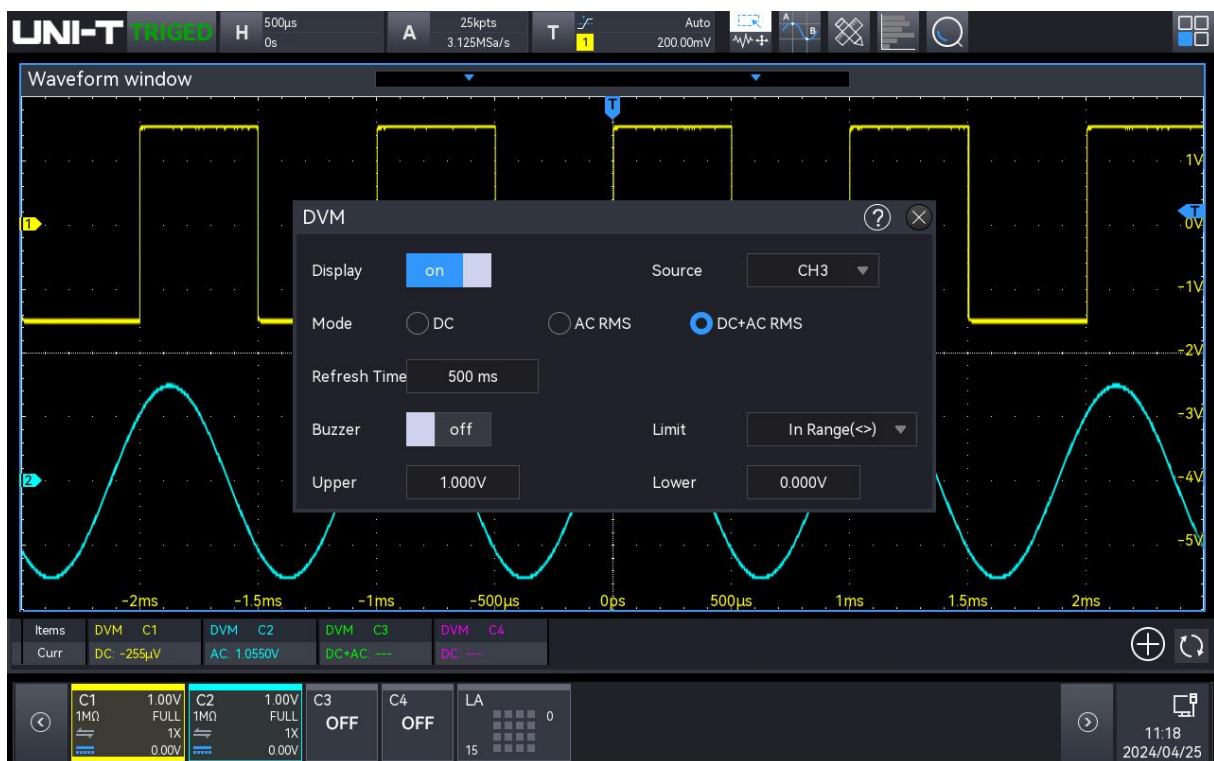 UNI-T TRIGED H 500μs A 25kpts T Auto
0s 3.125MSa/s 1 200.00mV A B
Waveform window
T
1V
1 T
0V
-1V
-2V
-3V
2 -4V
-5V
DVM ?
Display on Source CH3
Mode DC AC RMS DC+AC RMS
Refresh Time 500 ms
Buzzer off Limit In Range(<>)
Upper 1.000V Lower 0.000V
-2ms -1.5ms -1ms -500μs 0ps 500μs 1ms 1.5ms 2ms
Items DVM C1 DVM C2 DVM C3 DVM C4
Curr DC: -255μV AC: 1.0550V DC+AC: --- DC: ---
C1 1.00V C2 1.00V C3 C4 LA
1MΩ FULL 1MΩ FULL OFF OFF 0
1X 1X
0.00V 0.00V 15
11:18
2024/04/25